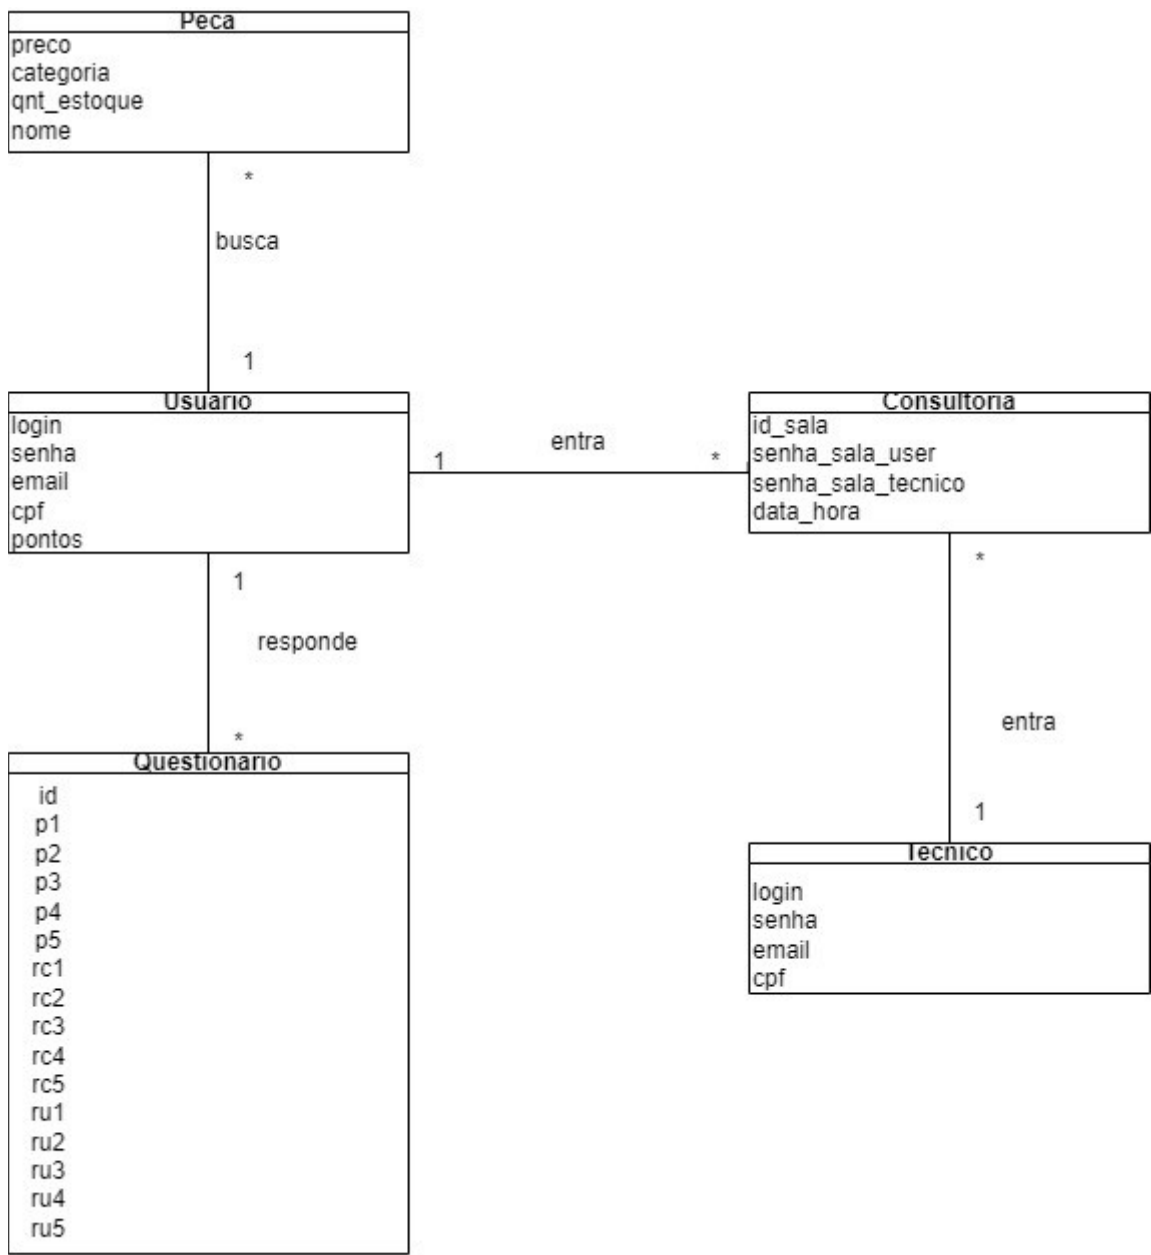 Peca
preco
categoria
qnt_estoque
nome
*
busca
1
Usuario
login
senha
email
cpf
pontos
1
entra
*
Consultoria
id_sala
senha_sala_user
senha_sala_tecnico
data_hora
1
responde
*
*
entra
1
Questionario
id
p1
p2
p3
p4
p5
rc1
rc2
rc3
rc4
rc5
ru1
ru2
ru3
ru4
ru5
Tecnico
login
senha
email
cpf